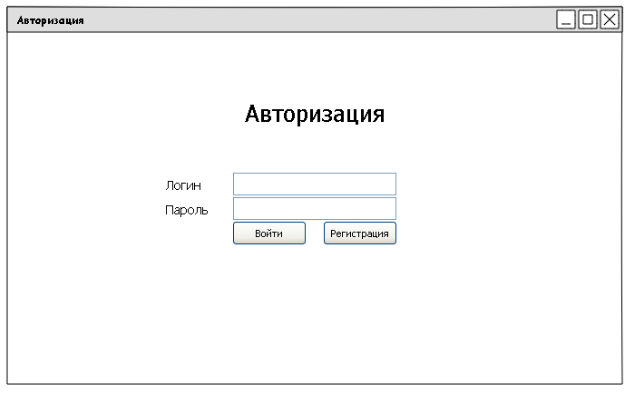 Авторизация
Авторизация
Логин
Пароль
Войти Регистрация